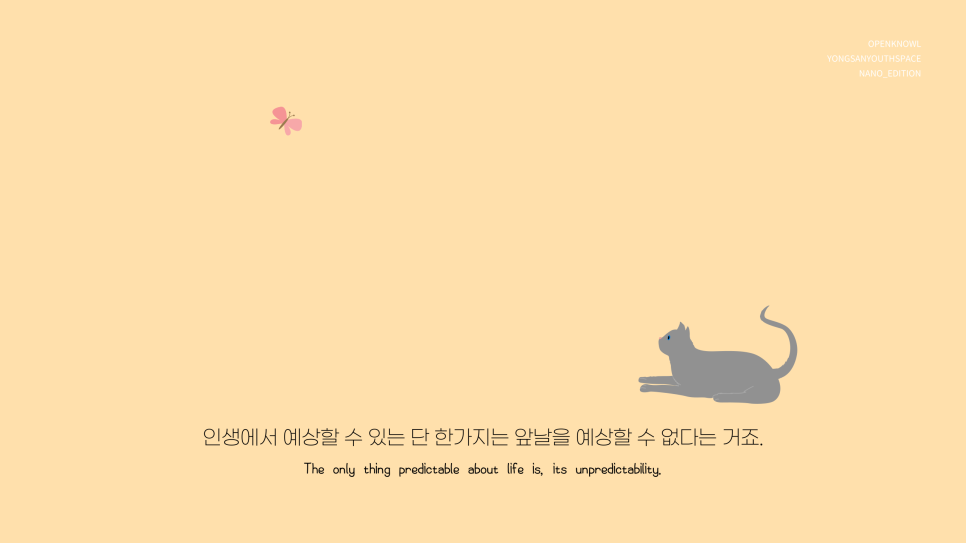 OPENKNOWL
YONGSANYOUTHSPACE
NANO_EDITION
인생에서 예상할 수 있는 단 한가지는 앞날을 예상할 수 없다는 거죠.
The only thing predictable about life is, its unpredictability.